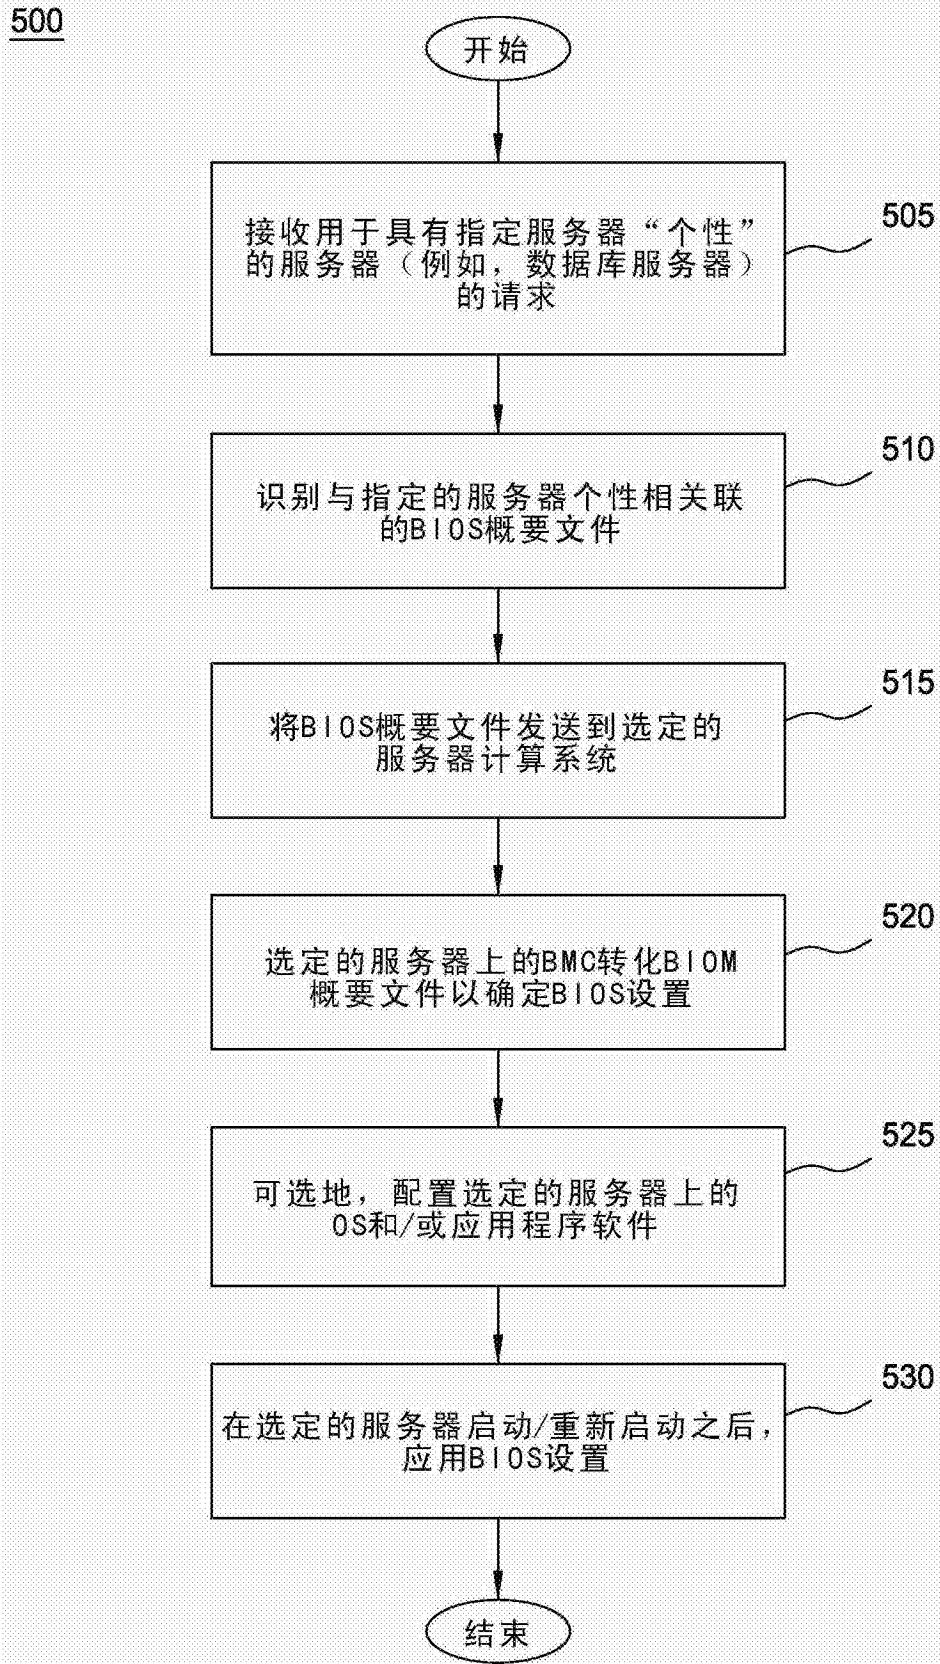 500
开始
接收用于具有指定服务器“个性”
的服务器（例如，数据库服务器）
的请求
505
识别与指定的服务器个性相关联
的BIOS概要文件
510
将BIOS概要文件发送到选定的
服务器计算系统
515
选定的服务器上的BMC转化BIOM
概要文件以确定BIOS设置
520
可选地，配置选定的服务器上的
OS和/或应用程序软件
525
在选定的服务器启动/重新启动之后，
应用BIOS设置
530
结束